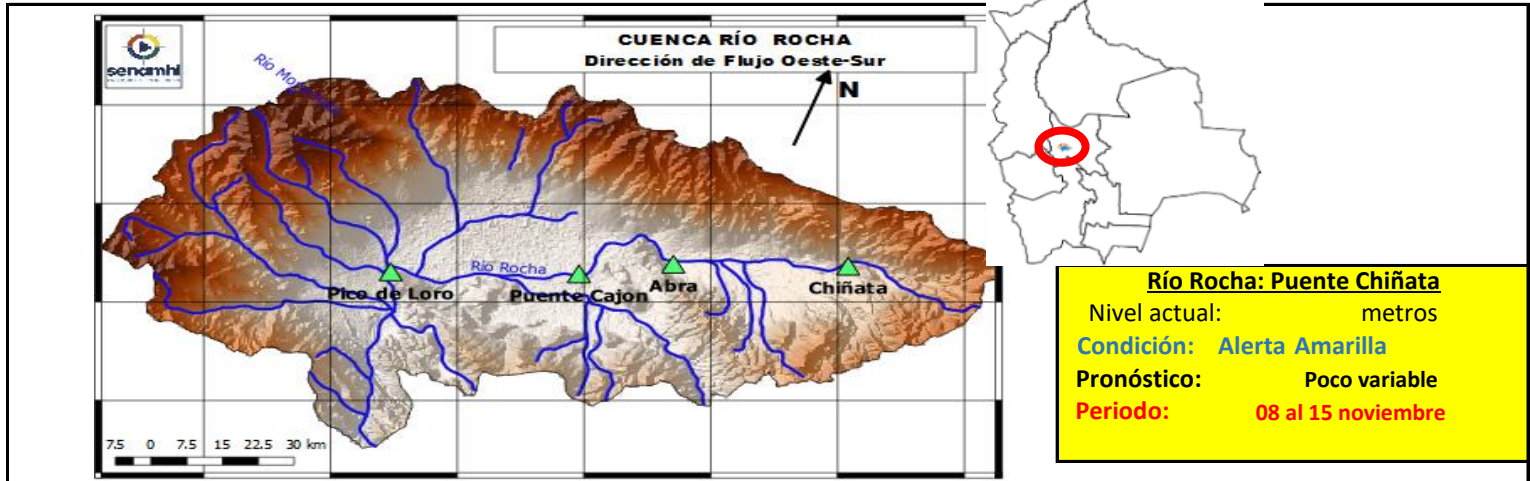 senamhi
CUENCA RÍO ROCHA
Dirección de Flujo Oeste-Sur
N
Río Rocha
Pico de Loro
Puente Cajon
Abra
Chiñata
7.5 0 7.5 15 22.5 30 km
Río Rocha: Puente Chiñata
Nivel actual: metros
Condición: Alerta Amarilla
Pronóstico: Poco variable
Periodo: 08 al 15 noviembre